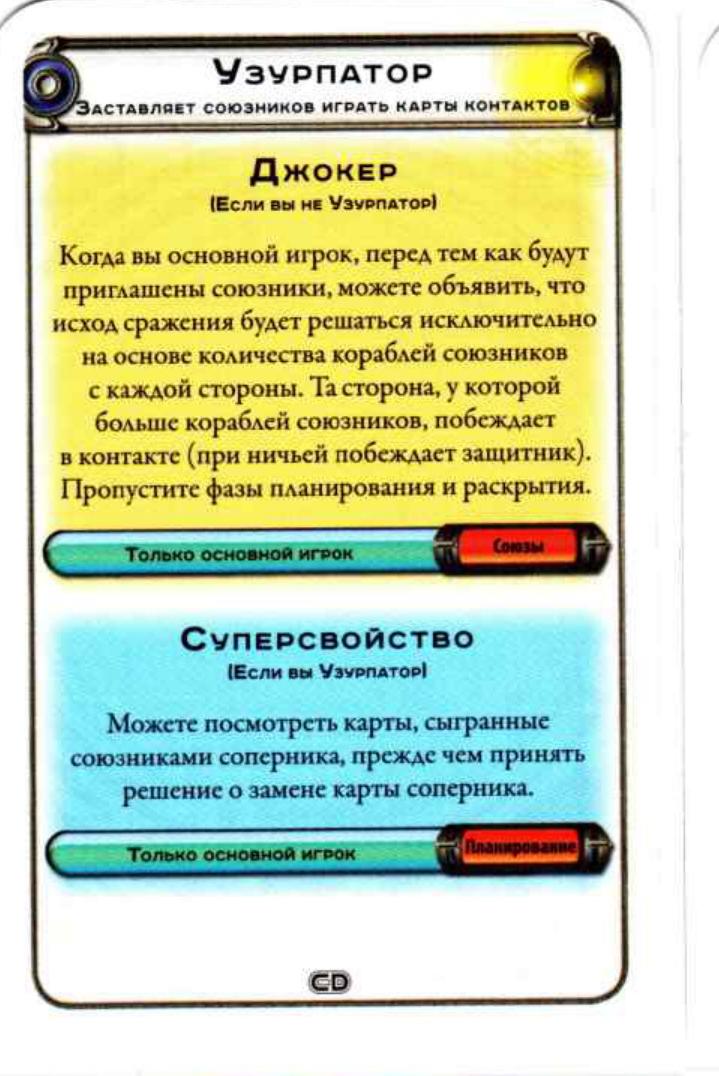 Узурпатор
Заставляет союзников играть карты контактов
Джокер
(Если вы не Узурпатор)
Когда вы основной игрок, перед тем как будут
приглашены союзники, можете объявить, что
исход сражения будет решаться исключительно
на основе количества кораблей союзников
с каждой стороны. Та сторона, у которой
больше кораблей союзников, побеждает
в контакте (при ничьей побеждает защитник).
Пропустите фазы планирования и раскрытия.
Только основной игрок
Союзы
Суперсвойство
(Если вы Узурпатор)
Можете посмотреть карты, сыгранные
союзниками соперника, прежде чем принять
решение о замене карты соперника.
Только основной игрок
Планирование
CD